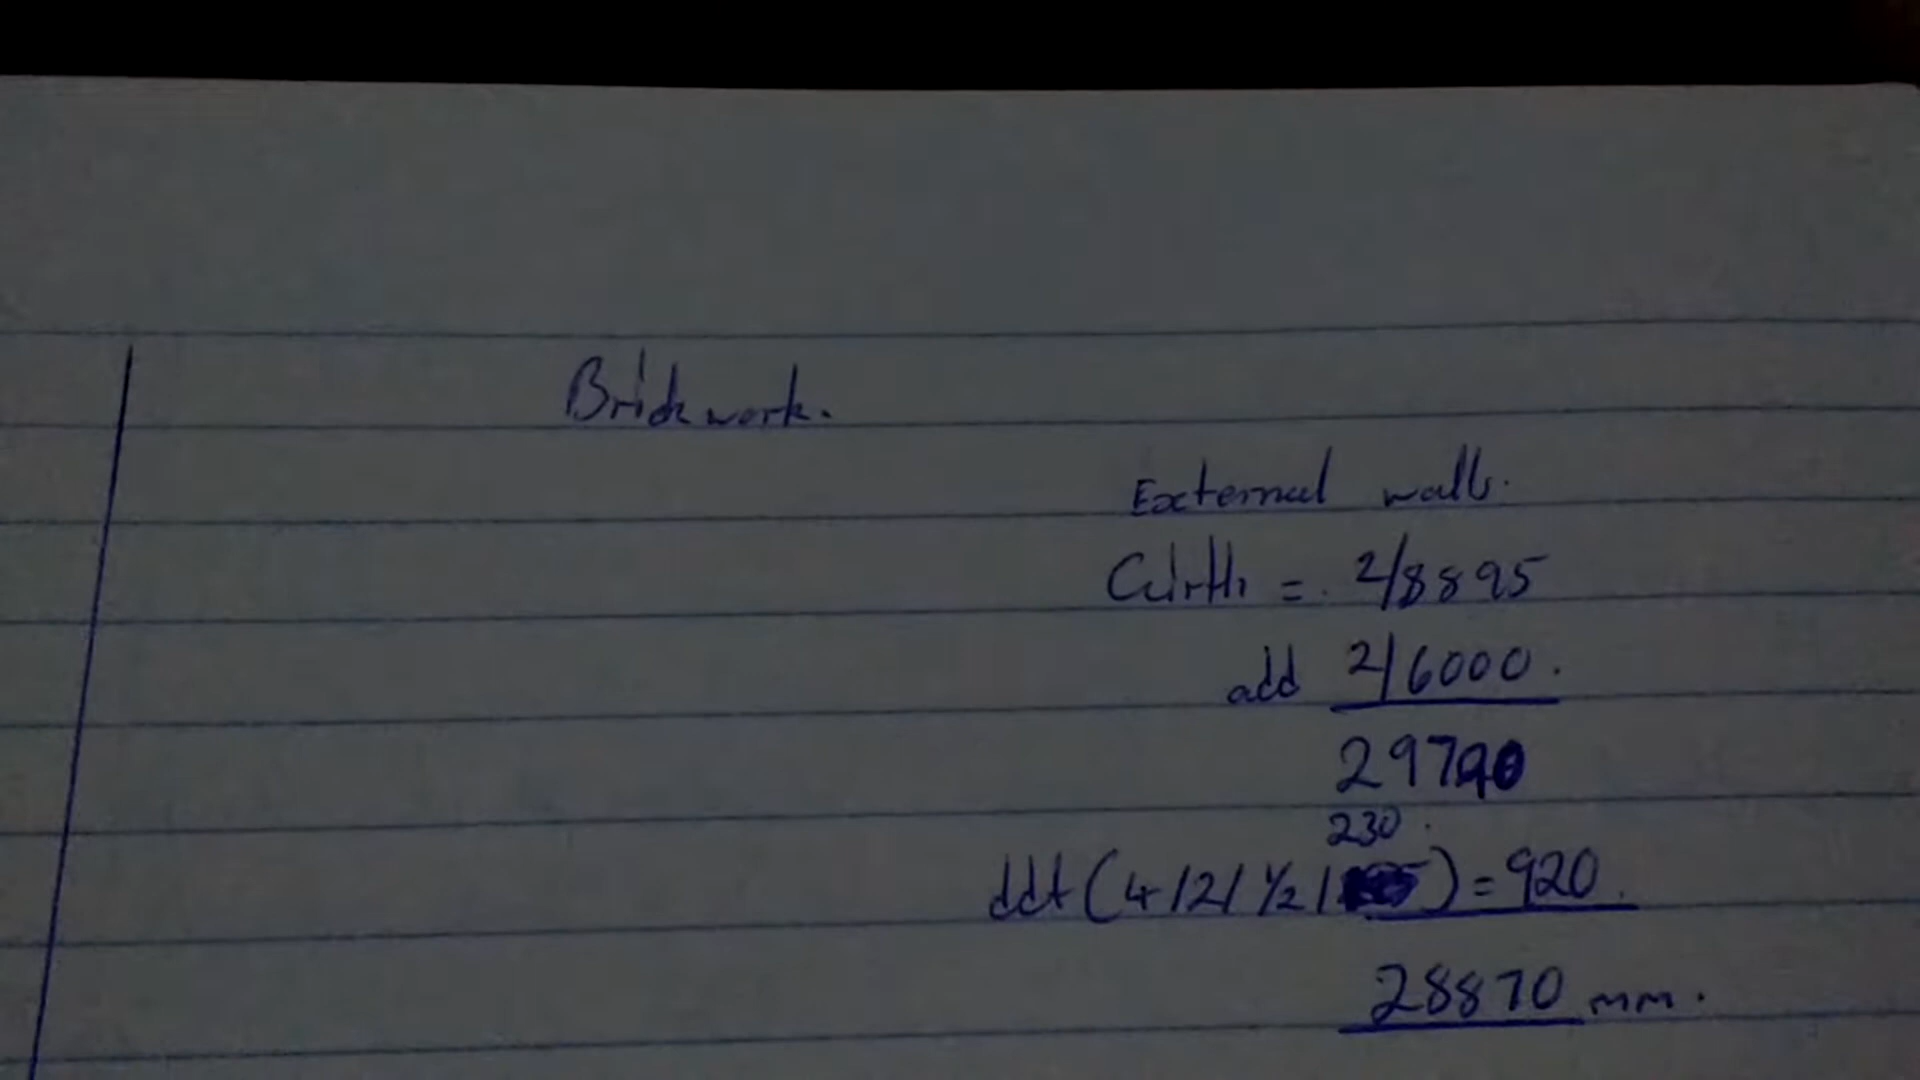 Brickwork.
External walls.
Girth = 2/8895
add 2/6000.
29790
230
ddt (4/2/½/ ) = 920.
28870 mm.